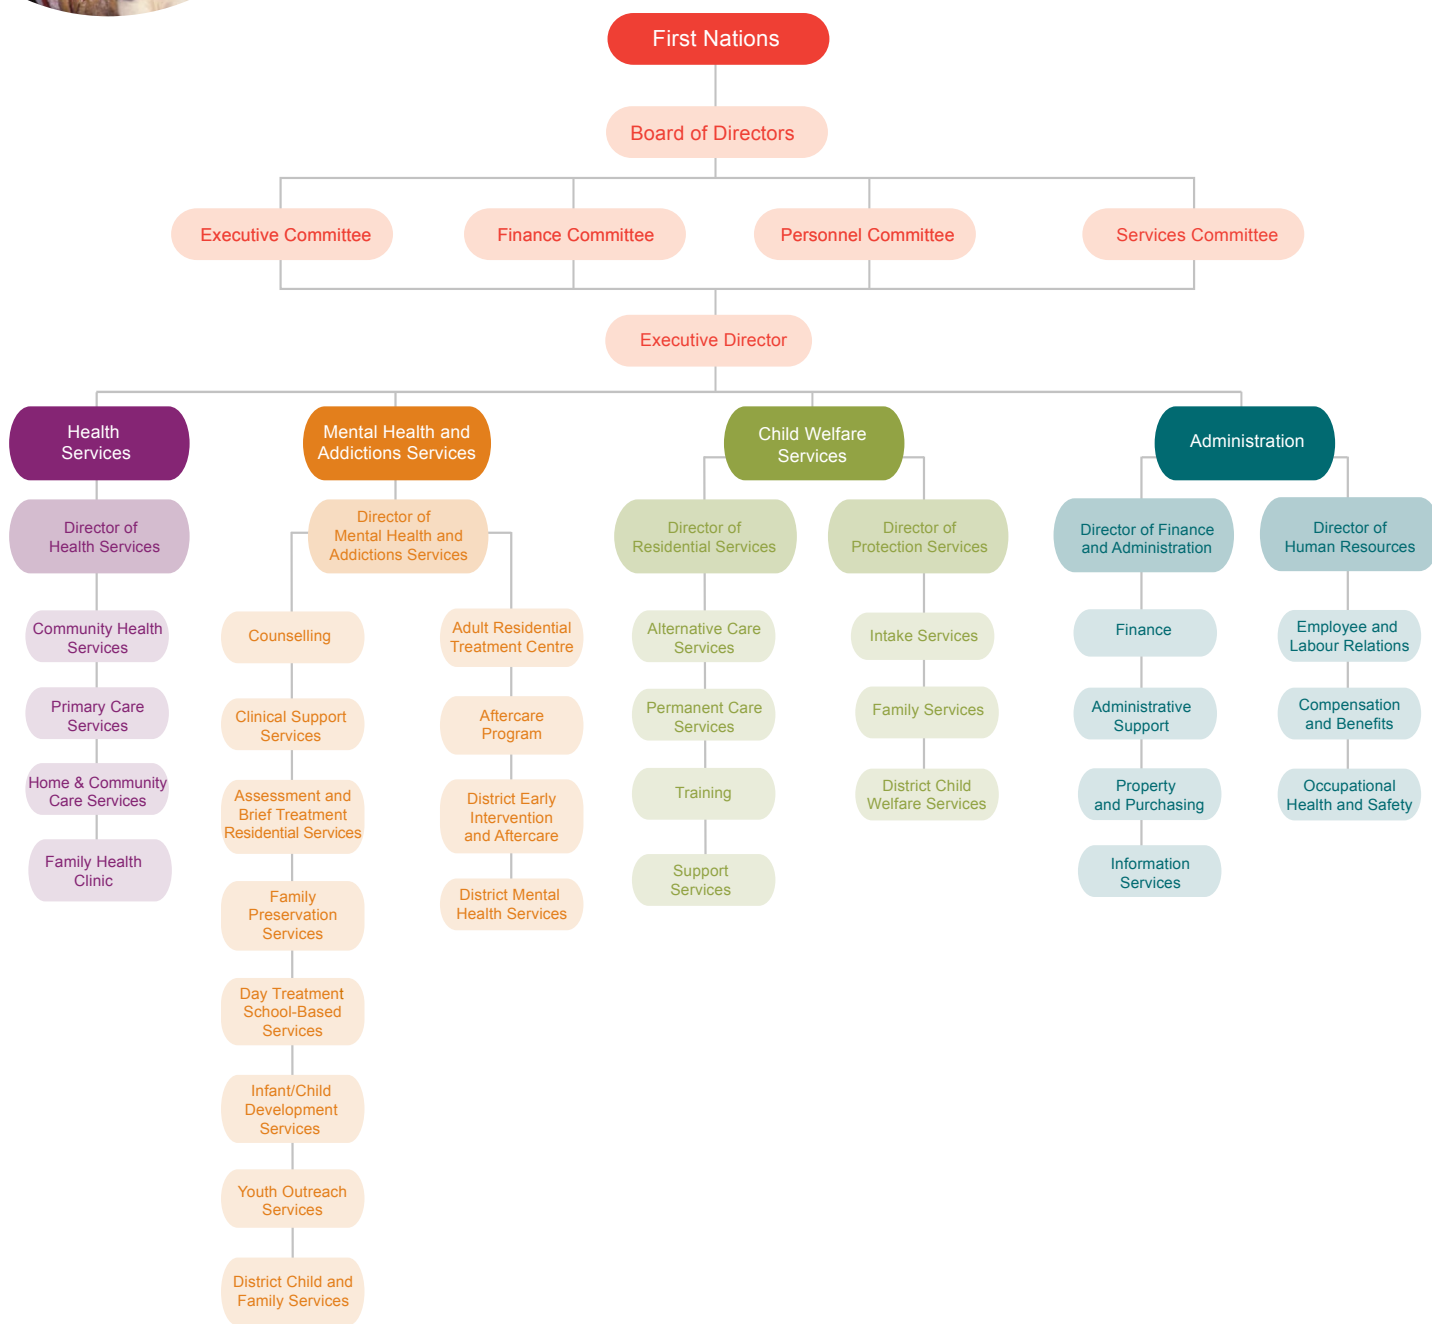 First Nations
Board of Directors
Executive Committee
Finance Committee
Personnel Committee
Services Committee
Executive Director
Health
Services
Mental Health and
Addictions Services
Child Welfare
Services
Administration
Director of
Health Services
Director of
Mental Health and
Addictions Services
Director of
Residential Services
Director of
Protection Services
Director of Finance
and Administration
Director of
Human Resources
Community Health
Services
Primary Care
Services
Home & Community
Care Services
Family Health
Clinic
Counselling
Clinical Support
Services
Assessment and
Brief Treatment
Residential Services
Family
Preservation
Services
Day Treatment
School-Based
Services
Infant/Child
Development
Services
Youth Outreach
Services
District Child and
Family Services
Adult Residential
Treatment Centre
Aftercare
Program
District Early
Intervention
and Aftercare
District Mental
Health Services
Alternative Care
Services
Permanent Care
Services
Training
Support
Services
Intake Services
Family Services
District Child
Welfare Services
Finance
Administrative
Support
Property
and Purchasing
Information
Services
Employee and
Labour Relations
Compensation
and Benefits
Occupational
Health and Safety